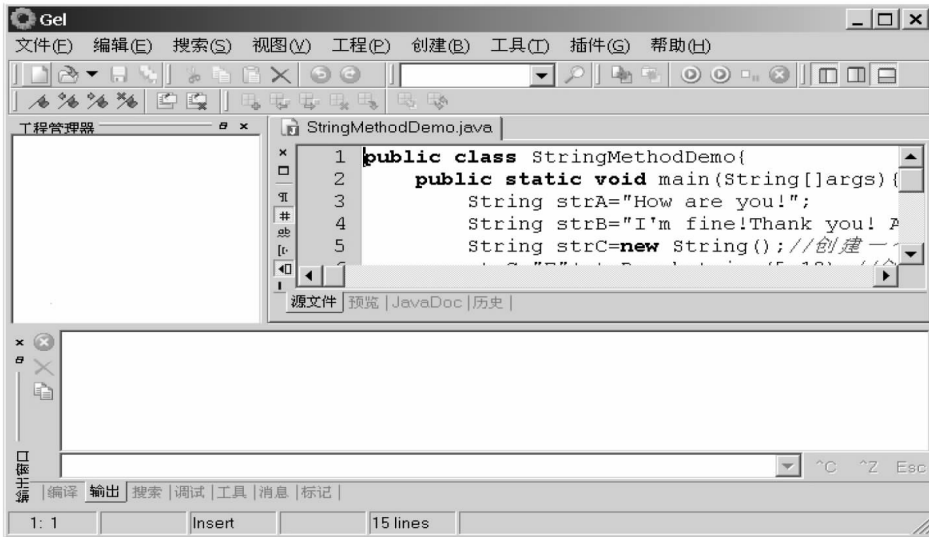 Gel
文件(F) 编辑(E) 搜索(S) 视图(V) 工程(P) 创建(B) 工具(T) 插件(G) 帮助(H)
工程管理器
StringMethodDemo.java
1 public class StringMethodDemo{
2 public static void main(String[]args){
3 String strA="How are you!";
4 String strB="I'm fine!Thank you! A
5 String strC=new String();//创建一个
源文件 预览 JavaDoc 历史
^C ^Z Esc
编译 输出 搜索 调试 工具 消息 标记
1: 1 Insert 15 lines